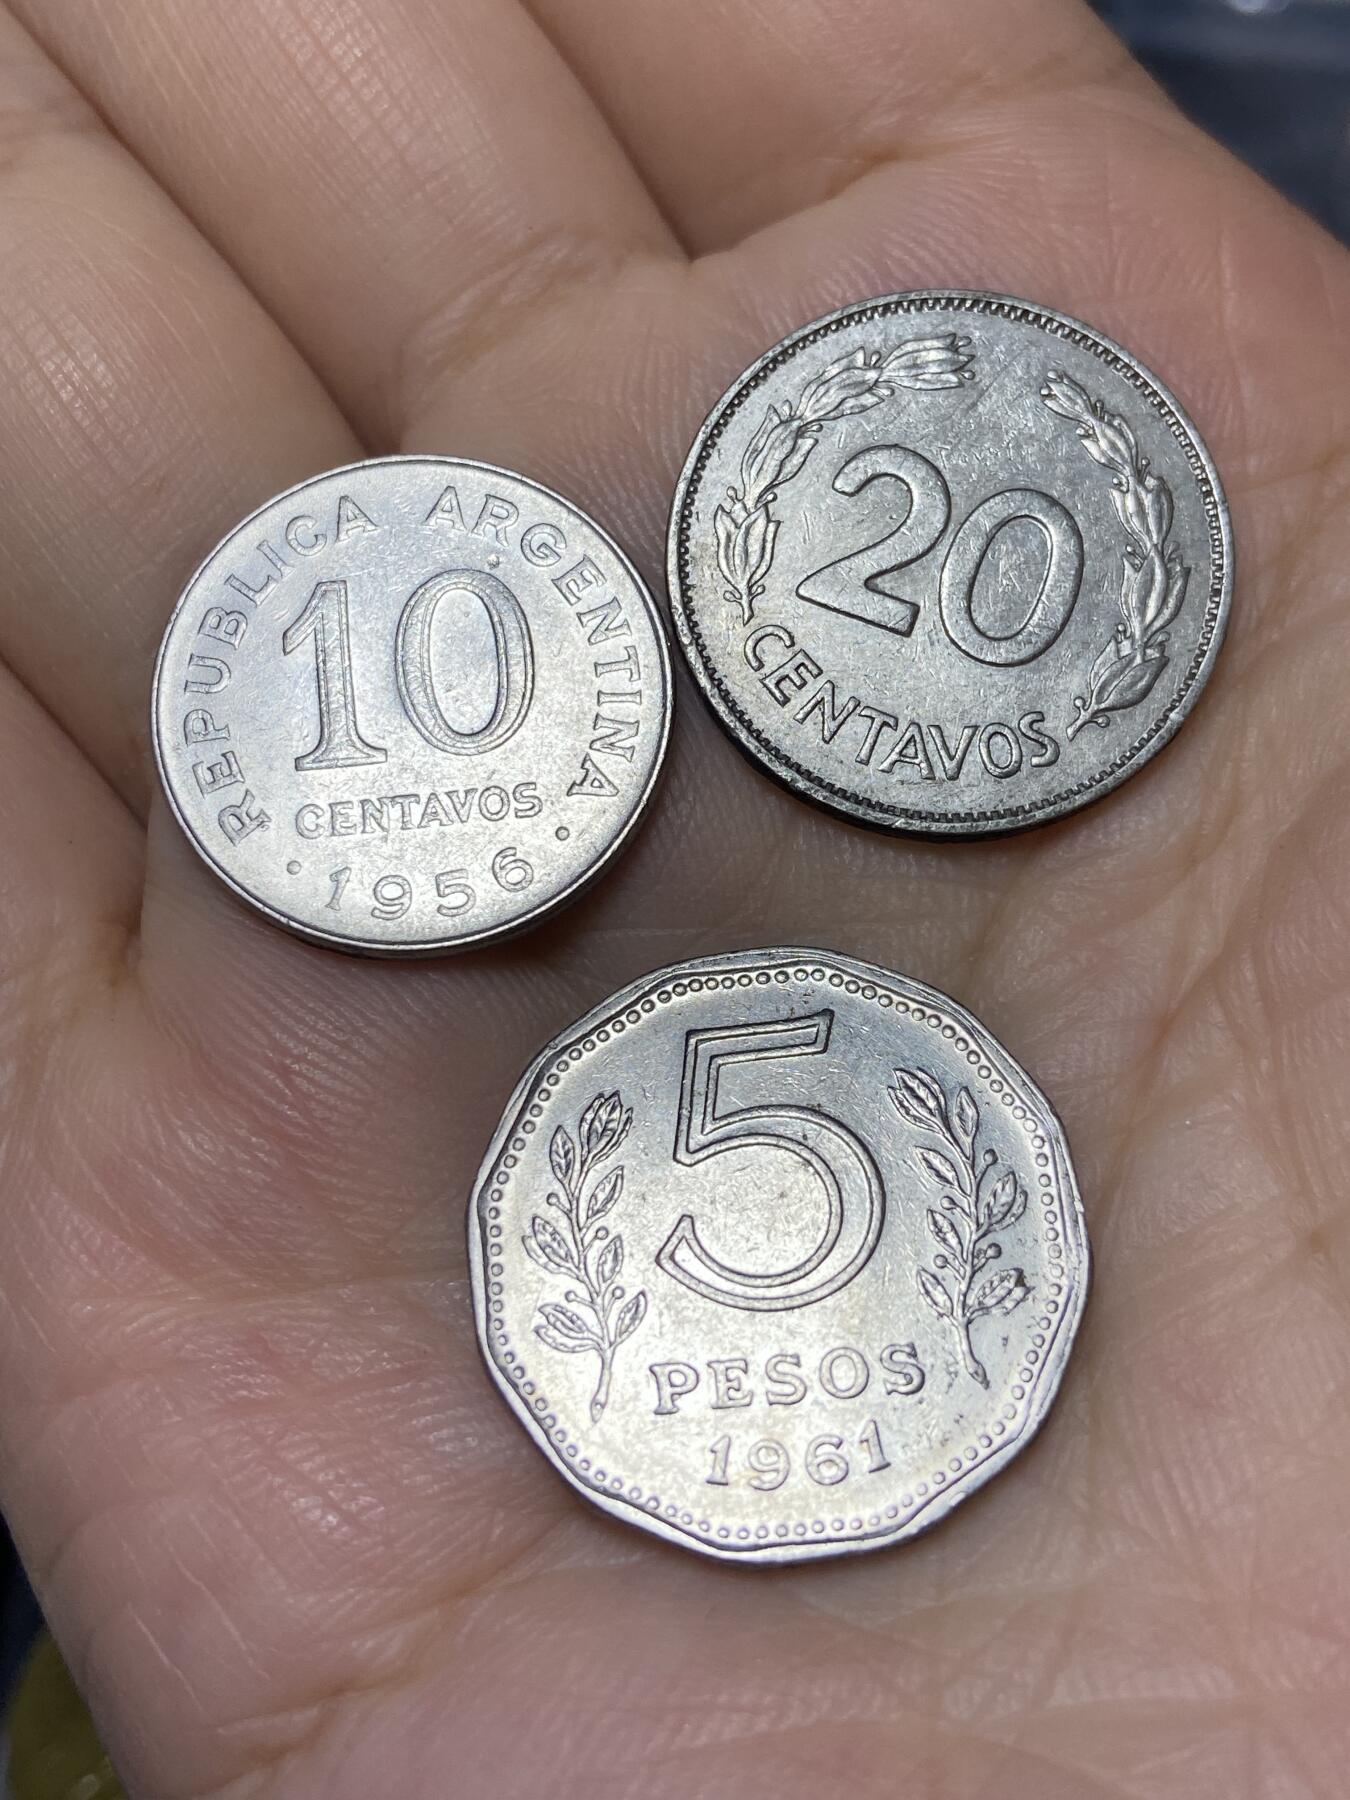 REPUBLICA ARGENTINA
10
CENTAVOS
1956
20
CENTAVOS
5
PESOS
1961